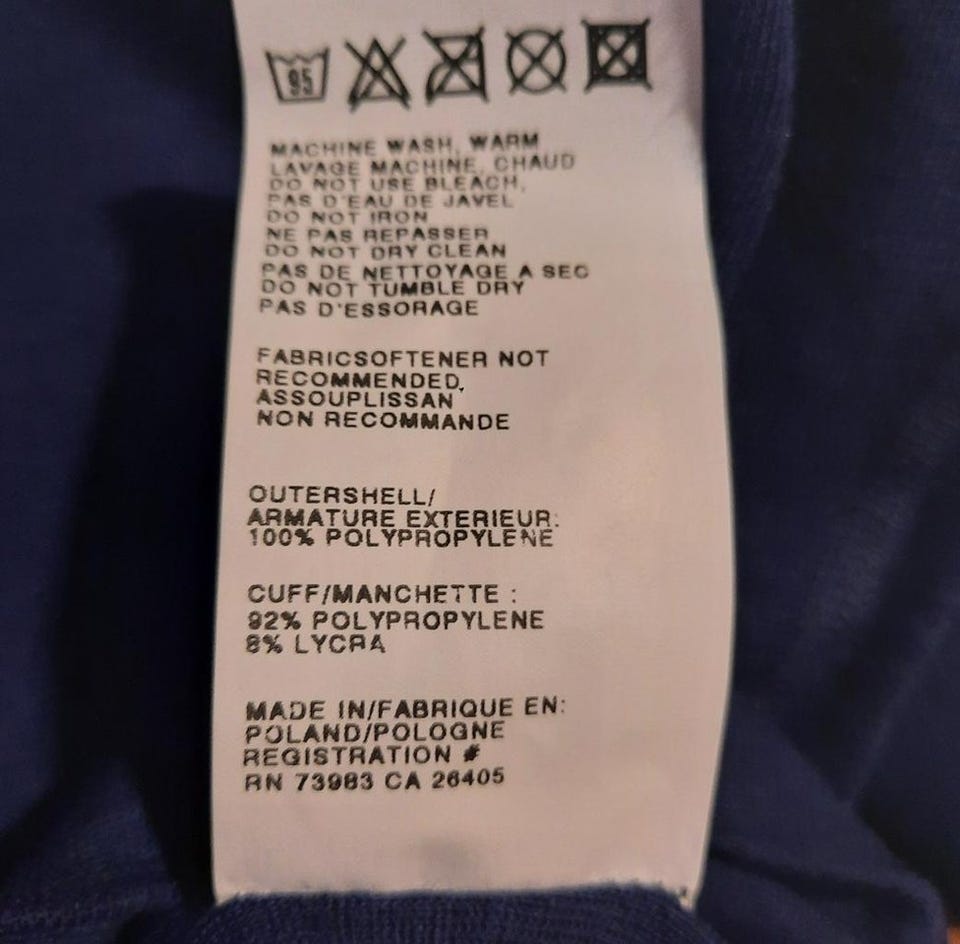 95
MACHINE WASH, WARM
LAVAGE MACHINE, CHAUD
DO NOT USE BLEACH,
PAS D'EAU DE JAVEL
DO NOT IRON
NE PAS REPASSER
DO NOT DRY CLEAN
PAS DE NETTOYAGE A SEC
DO NOT TUMBLE DRY
PAS D'ESSORAGE
FABRICSOFTENER NOT
RECOMMENDED,
ASSOUPLISSAN
NON RECOMMANDE
OUTERSHELL/
ARMATURE EXTERIEUR:
100% POLYPROPYLENE
CUFF/MANCHETTE :
92% POLYPROPYLENE
8% LYCRA
MADE IN/FABRIQUE EN:
POLAND/POLOGNE
REGISTRATION #
RN 73983 CA 26405